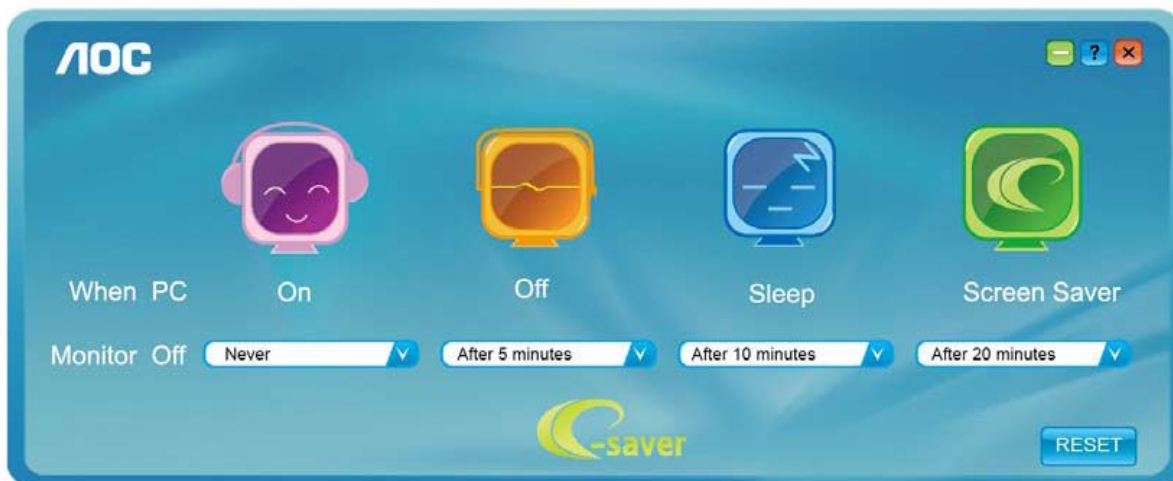 AOC
?
When PC On Off Sleep Screen Saver
Monitor Off Never After 5 minutes After 10 minutes After 20 minutes
e-saver
RESET